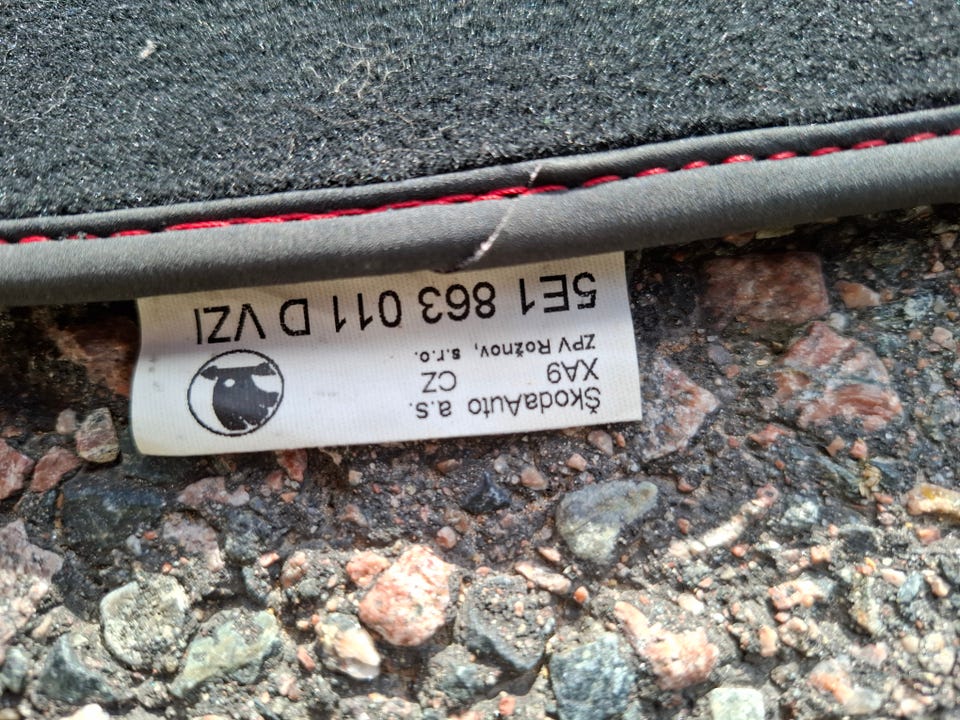 ŠkodaAuto a.s.
XA9 CZ
ZPV Rožnov, s.r.o.
5E1 863 011 D VZI